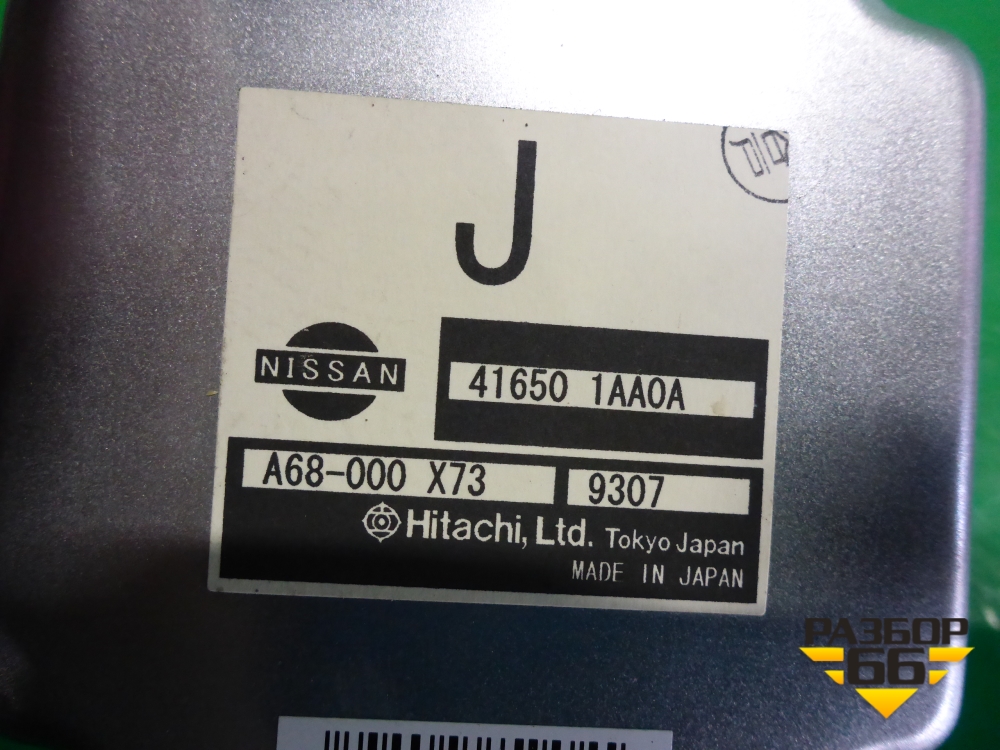 J
NISSAN
41650 1AA0A
A68-000 X73
9307
Hitachi, Ltd. Tokyo Japan
MADE IN JAPAN
РАЗБОР
66